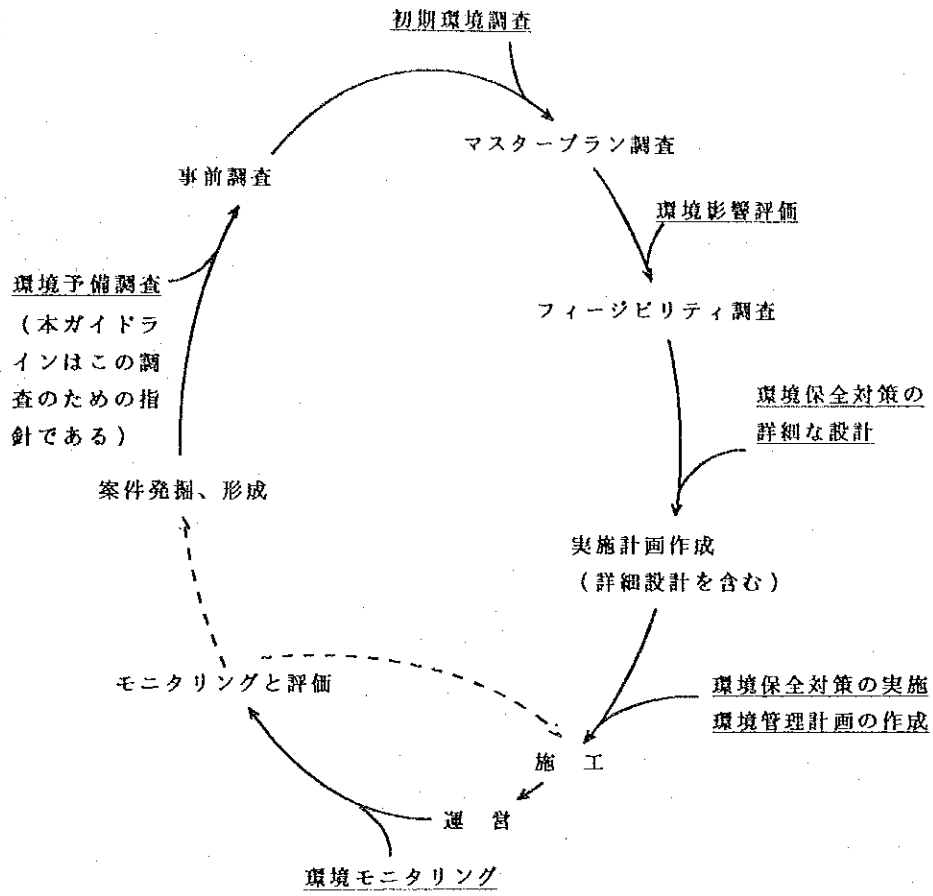 初期環境調査
マスタープラン調査
事前調査
環境影響評価
環境予備調査
(本ガイドラ
インはこの調
査のための指
針である)
フィージビリティ調査
環境保全対策の
詳細な設計
案件発掘、形成
実施計画作成
(詳細設計を含む)
モニタリングと評価
環境保全対策の実施
環境管理計画の作成
施 工
運 営
環境モニタリング